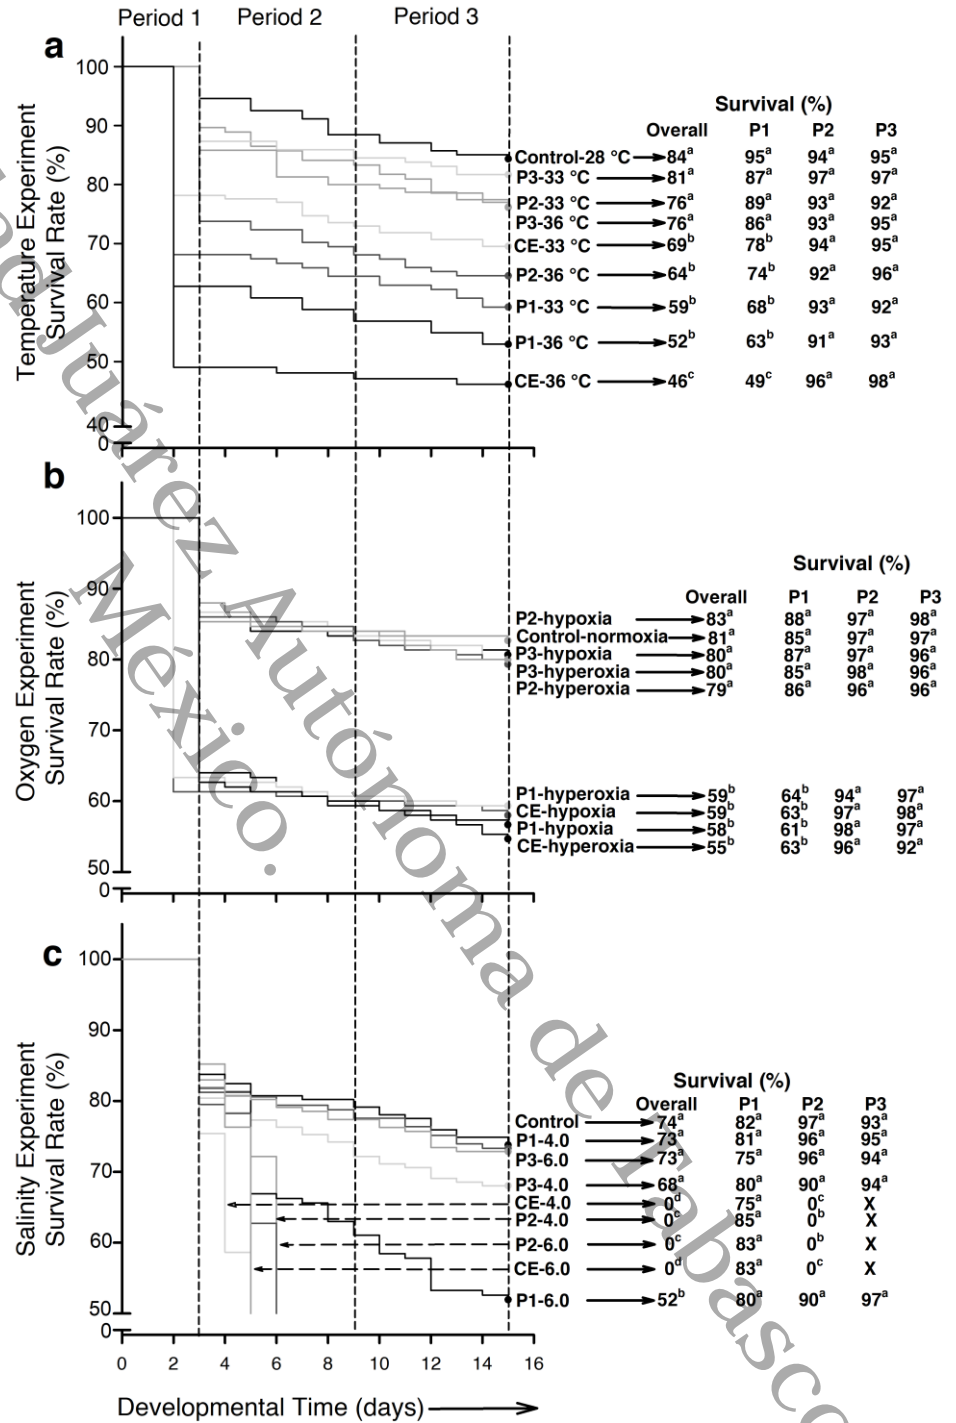 Period 1 Period 2 Period 3
a
Temperature Experiment
Survival Rate (%)
100
90
80
70
60
50
40
0
Survival (%)
Overall P1 P2 P3
Control-28 °C 84a 95a 94a 95a
P3-33 °C 81a 87a 97a 97a
P2-33 °C 76a 89a 93a 92a
P3-36 °C 76a 86a 93a 95a
CE-33 °C 69b 78b 94a 95a
P2-36 °C 64b 74b 92a 96a
P1-33 °C 59b 68b 93a 92a
P1-36 °C 52b 63b 91a 93a
CE-36 °C 46c 49c 96a 98a
b
Oxygen Experiment
Survival Rate (%)
100
90
80
70
60
50
0
Survival (%)
Overall P1 P2 P3
P2-hypoxia 83a 88a 97a 98a
Control-normoxia 81a 85a 97a 97a
P3-hypoxia 80a 87a 97a 96a
P3-hyperoxia 80a 85a 98a 96a
P2-hyperoxia 79a 86a 96a 96a
P1-hyperoxia 59b 64b 94a 97a
CE-hypoxia 59b 63b 97a 98a
P1-hypoxia 58b 61b 98a 97a
CE-hyperoxia 55b 63b 96a 92a
c
Salinity Experiment
Survival Rate (%)
100
90
80
70
60
50
0
Survival (%)
Overall P1 P2 P3
Control 74a 82a 97a 93a
P1-4.0 73a 81a 96a 95a
P3-6.0 73a 75a 96a 94a
P3-4.0 68a 80a 90a 94a
CE-4.0 0d 75a 0c X
P2-4.0 0c 85a 0b X
P2-6.0 0c 83a 0b X
CE-6.0 0d 83a 0c X
P1-6.0 52b 80a 90a 97a
0 2 4 6 8 10 12 14 16
Developmental Time (days)
Juárez Autónoma de Tabasco
México.